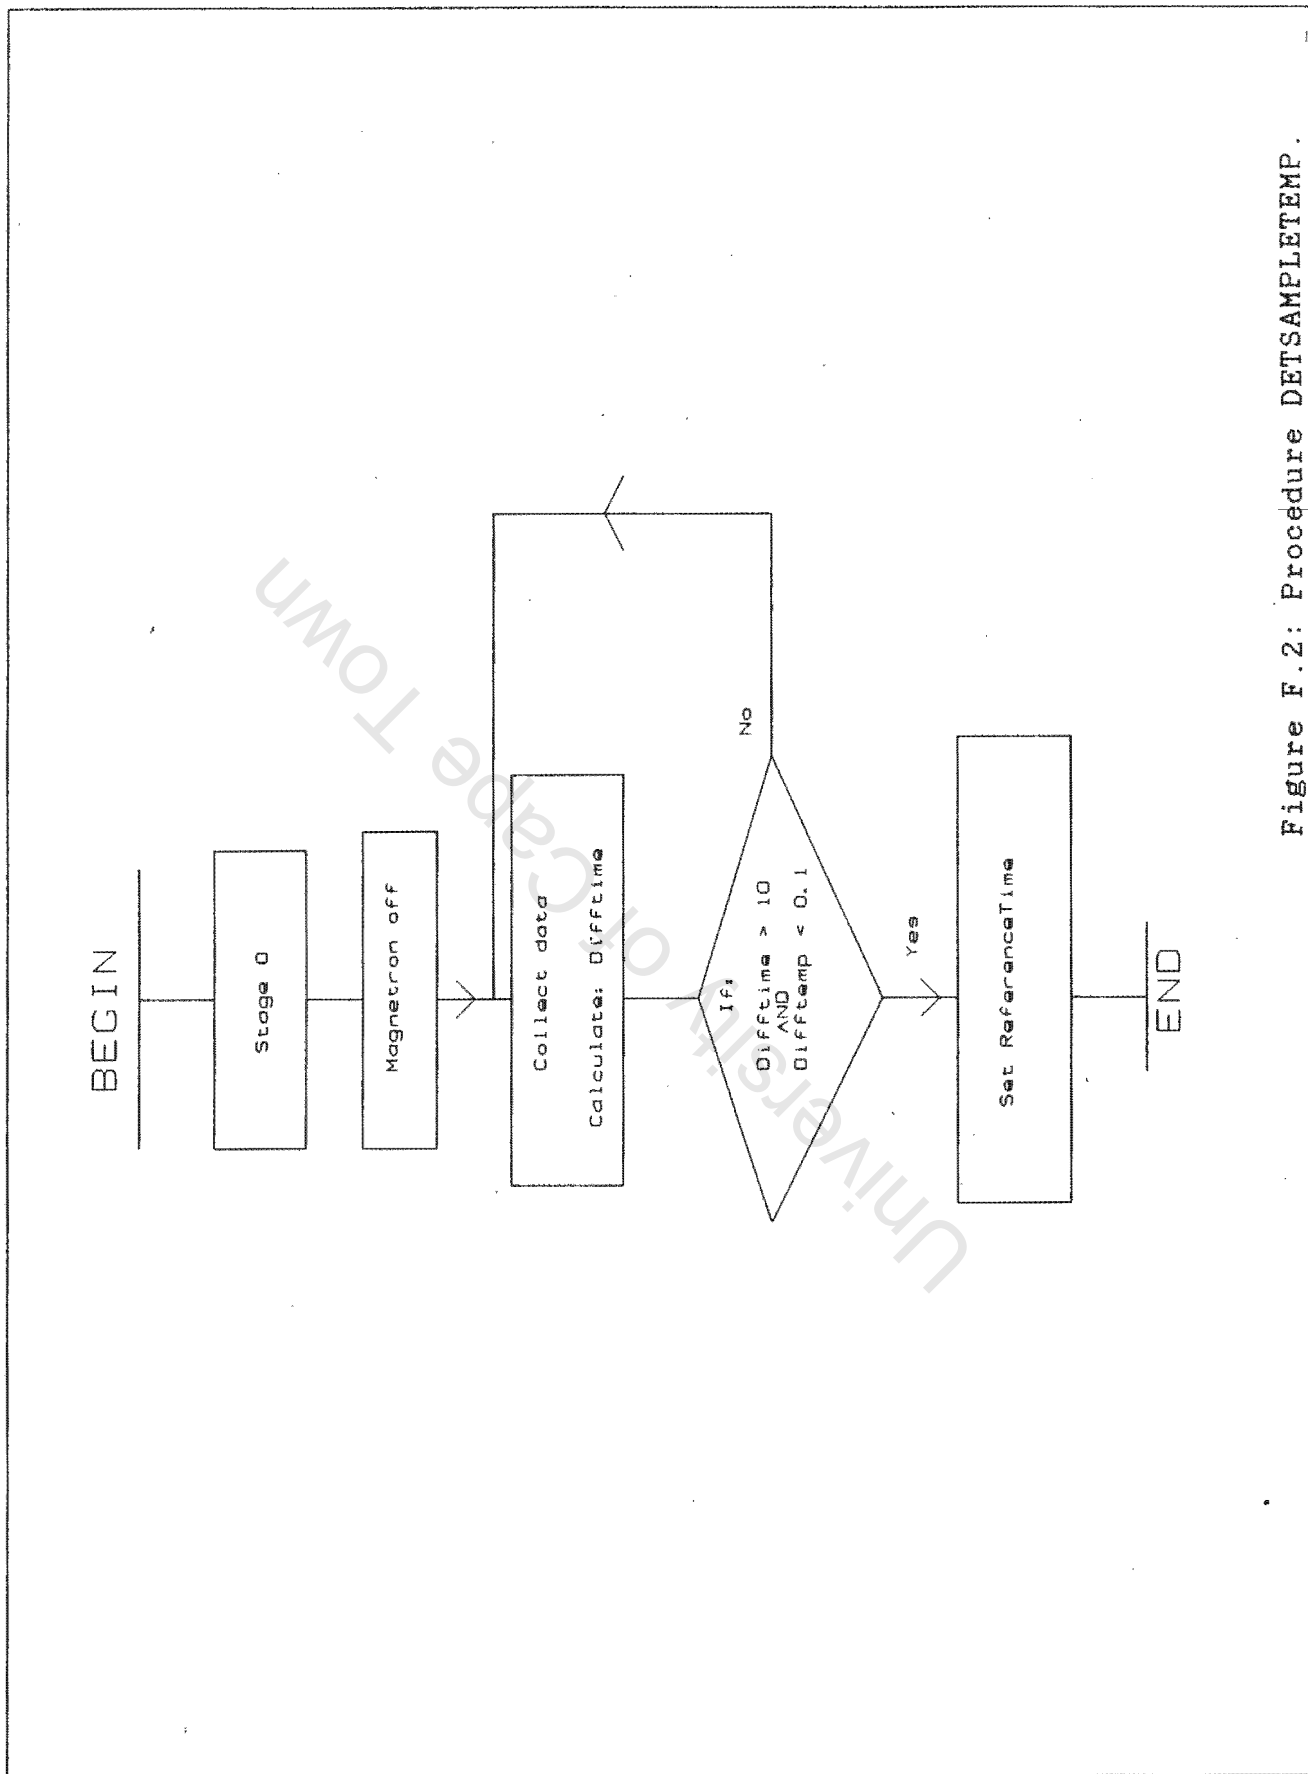 BEGIN
Stage 0
Magnetron off
Collect data
Calculate: Difftime
If:
Difftime > 10
AND
Difftemp < 0.1
No
Yes
Set ReferenceTime
END
Figure F.2: Procedure DETSAMPLETEMP.
University of Cape Town